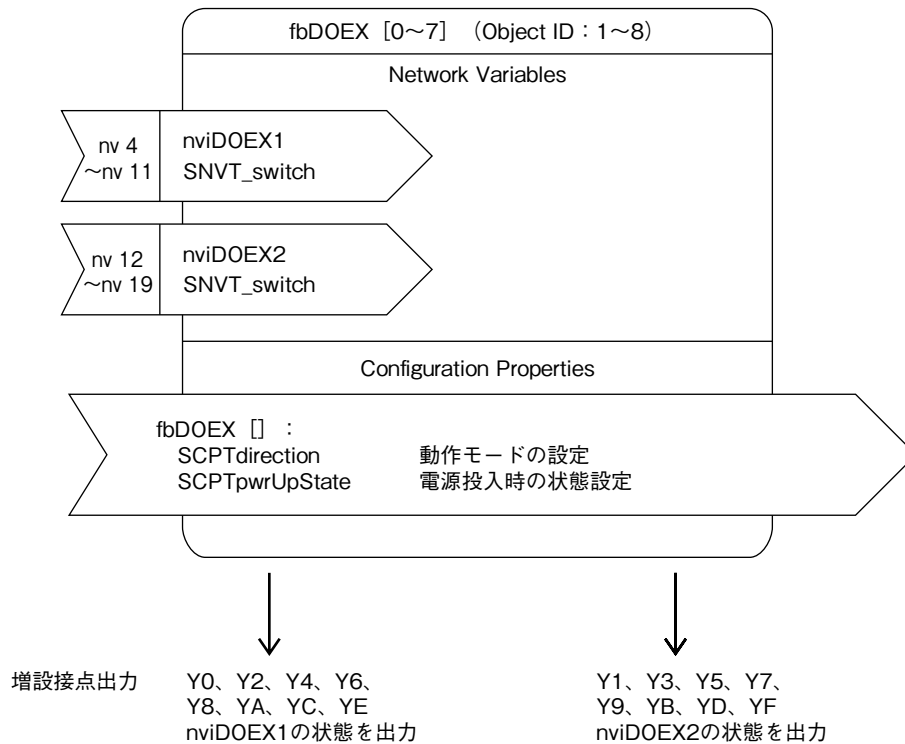 fbDOEX［0～7］（Object ID：1～8）
Network Variables
nv 4
～nv 11
nviDOEX1
SNVT_switch
nv 12
～nv 19
nviDOEX2
SNVT_switch
Configuration Properties
fbDOEX［］：
SCPTdirection 動作モードの設定
SCPTpwrUpState 電源投入時の状態設定
増設接点出力
Y0、Y2、Y4、Y6、
Y8、YA、YC、YE
nviDOEX1の状態を出力
Y1、Y3、Y5、Y7、
Y9、YB、YD、YF
nviDOEX2の状態を出力